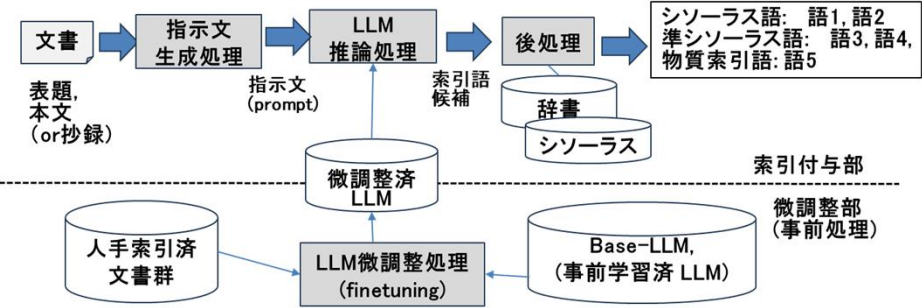 文書
表題,
本文
(or抄録)
指示文
生成処理
指示文
(prompt)
LLM
推論処理
索引語
候補
後処理
辞書
シソーラス
シソーラス語: 語1, 語2
準シソーラス語: 語3, 語4,
物質索引語: 語5
微調整済
LLM
索引付与部
微調整部
(事前処理)
人手索引済
文書群
LLM微調整処理
(finetuning)
Base-LLM,
(事前学習済 LLM)